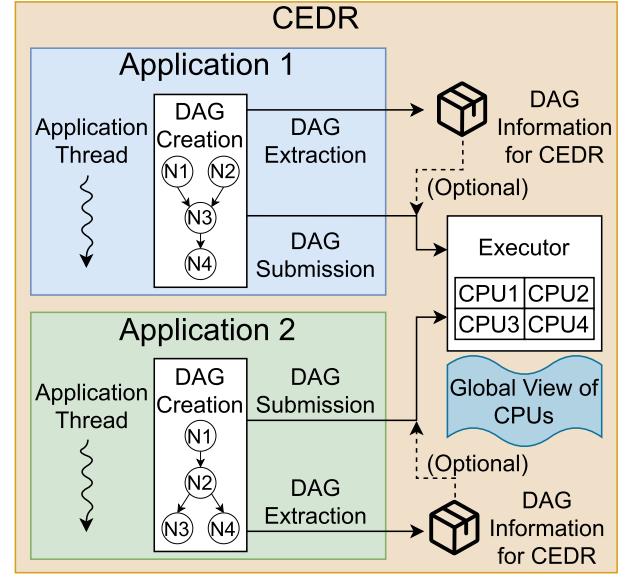 CEDR
Application 1
Application
Thread
DAG
Creation
N1
N2
N3
N4
DAG
Extraction
DAG
Submission
DAG
Information
for CEDR
(Optional)
Executor
CPU1
CPU2
CPU3
CPU4
Global View of
CPUs
Application 2
Application
Thread
DAG
Creation
N1
N2
N3
N4
DAG
Submission
DAG
Extraction
(Optional)
DAG
Information
for CEDR